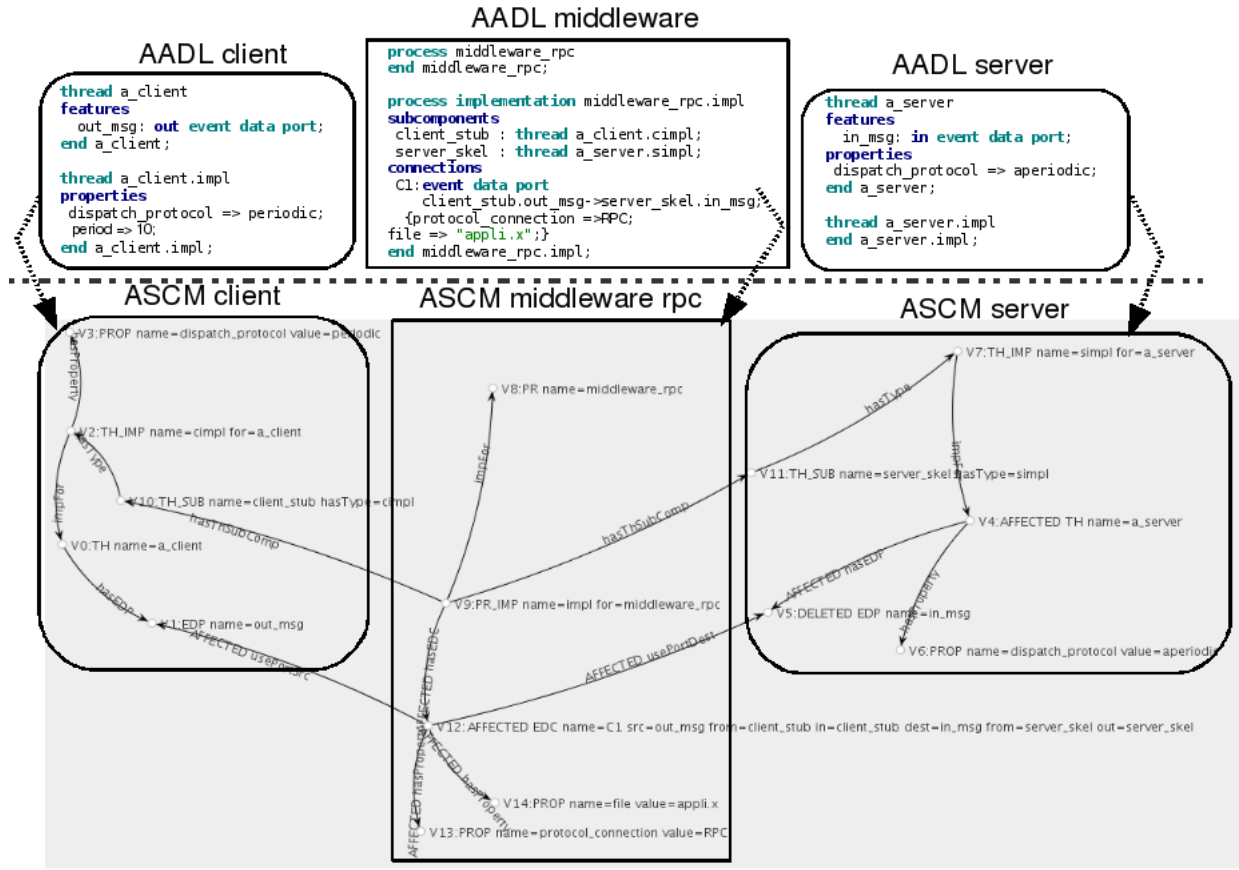 AADL middleware
AADL client
AADL server
process middleware_rpc
end middleware_rpc;
process implementation middleware_rpc.impl
subcomponents
client_stub : thread a_client.cimpl;
server_skel : thread a_server.simpl;
connections
C1:event data port
client_stub.out_msg->server_skel.in_msg;
{protocol_connection =>RPC;
file => "appli.x";}
end middleware_rpc.impl;
thread a_client
features
out_msg: out event data port;
end a_client;
thread a_client.impl
properties
dispatch_protocol => periodic;
period => 10;
end a_client.impl;
thread a_server
features
in_msg: in event data port;
properties
dispatch_protocol => aperiodic;
end a_server;
thread a_server.impl
end a_server.impl;
ASCM client
ASCM middleware rpc
ASCM server
V3:PROP name=dispatch_protocol value=periodic
hasProperty
V2:TH_IMP name=cimpl for=a_client
hasType
V10:TH_SUB name=client_stub hasType=cimpl
impFor
hasThSubComp
V0:TH name=a_client
hasEDP
V1:EDP name=out_msg
AFFECTED usePortSrc
V8:PR name=middleware_rpc
impFor
hasThSubComp
V9:PR_IMP name=impl for=middleware_rpc
AFFECTED hasEDC
AFFECTED usePortDest
V12:AFFECTED EDC name=C1 src=out_msg from=client_stub in=client_stub dest=in_msg from=server_skel out=server_skel
AFFECTED hasProperty
AFFECTED hasProperty
V14:PROP name=file value=appli.x
V13:PROP name=protocol_connection value=RPC
V7:TH_IMP name=simpl for=a_server
hasType
impFor
V11:TH_SUB name=server_skel hasType=simpl
V4:AFFECTED TH name=a_server
AFFECTED hasEDP
hasProperty
V5:DELETED EDP name=in_msg
V6:PROP name=dispatch_protocol value=aperiodic